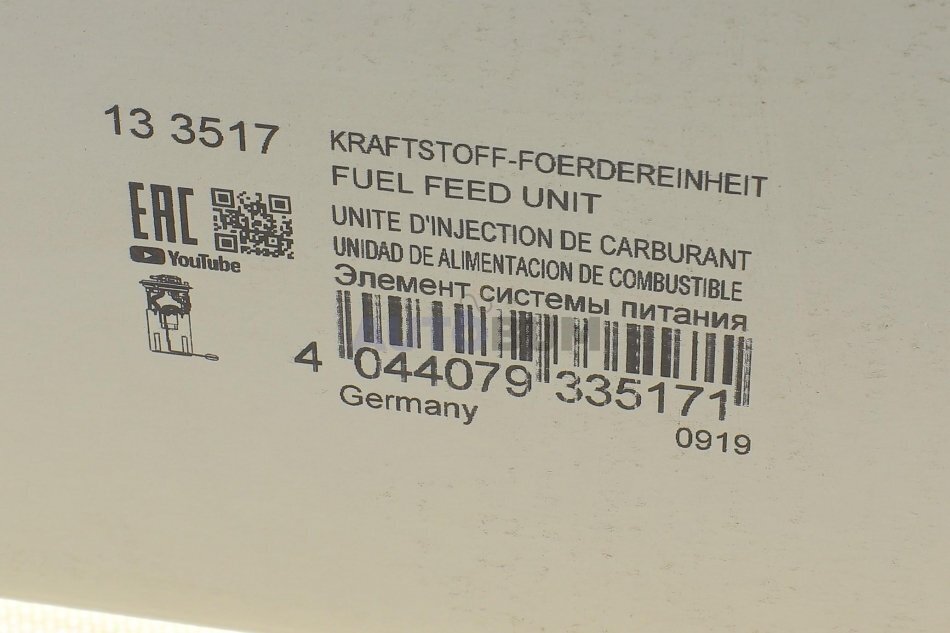 13 3517
KRAFTSTOFF-FOERDEREINHEIT
FUEL FEED UNIT
UNITE D'INJECTION DE CARBURANT
UNIDAD DE ALIMENTACION DE COMBUSTIBLE
Элемент системы питания
EAC
YouTube
AUTOBUM
4 044079 335171
Germany
0919